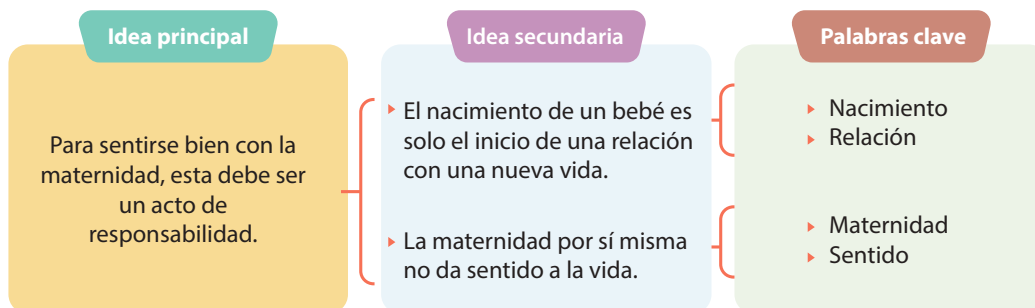 Idea principal
Para sentirse bien con la
maternidad, esta debe ser
un acto de
responsabilidad.
Idea secundaria
El nacimiento de un bebé es
solo el inicio de una relación
con una nueva vida.
La maternidad por sí misma
no da sentido a la vida.
Palabras clave
Nacimiento
Relación
Maternidad
Sentido